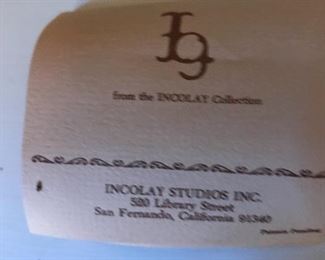 from the INCOLAY Collection
INCOLAY STUDIOS INC.
520 Library Street
San Fernando, California 91340